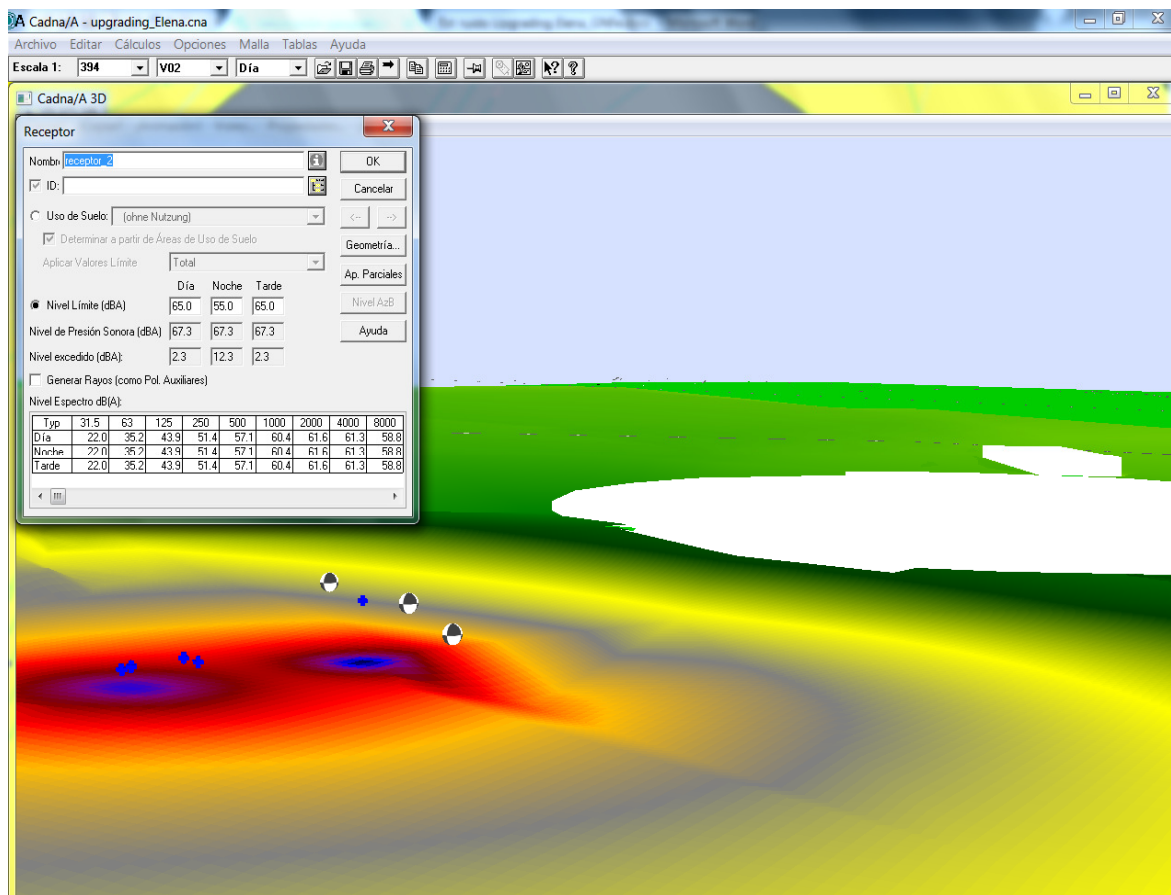 Cadna/A - upgrading_Elena.cna
Archivo Editar Cálculos Opciones Malla Tablas Ayuda
Escala 1: 394 V02 Día
Cadna/A 3D
Receptor
Nombre receptor_2
OK
ID:
Cancelar
Uso de Suelo: (ohne Nutzung)
<-- -->
Determinar a partir de Áreas de Uso de Suelo
Geometría...
Aplicar Valores Límite Total
Ap. Parciales
Día Noche Tarde
Nivel Límite (dBA) 65.0 55.0 65.0
Nivel AzB
Nivel de Presión Sonora (dBA) 67.3 67.3 67.3
Ayuda
Nivel excedido (dBA): 2.3 12.3 2.3
Generar Rayos (como Pol. Auxiliares)
Nivel Espectro dB(A):
Typ 31.5 63 125 250 500 1000 2000 4000 8000
Día 22.0 35.2 43.9 51.4 57.1 60.4 61.6 61.3 58.8
Noche 22.0 35.2 43.9 51.4 57.1 60.4 61.6 61.3 58.8
Tarde 22.0 35.2 43.9 51.4 57.1 60.4 61.6 61.3 58.8